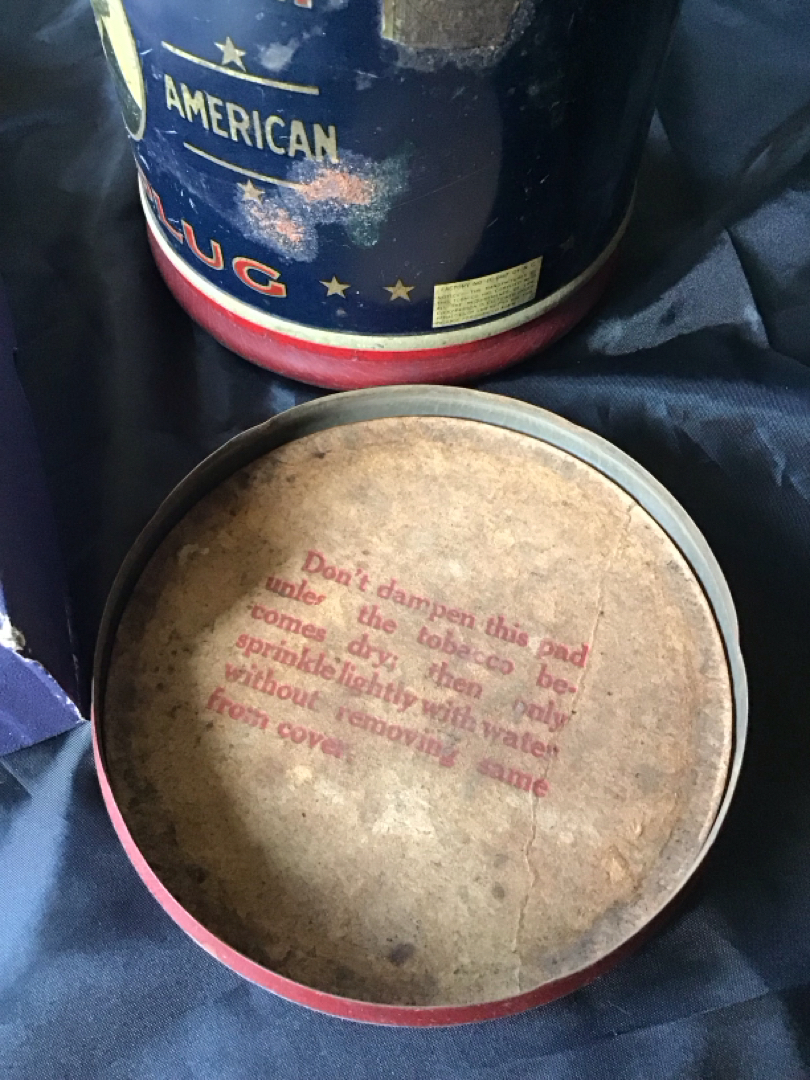 AMERICAN
PLUG
Don't dampen this pad
unless the tobacco be-
comes dry; then only
sprinkle lightly with water
without removing same
from cover.